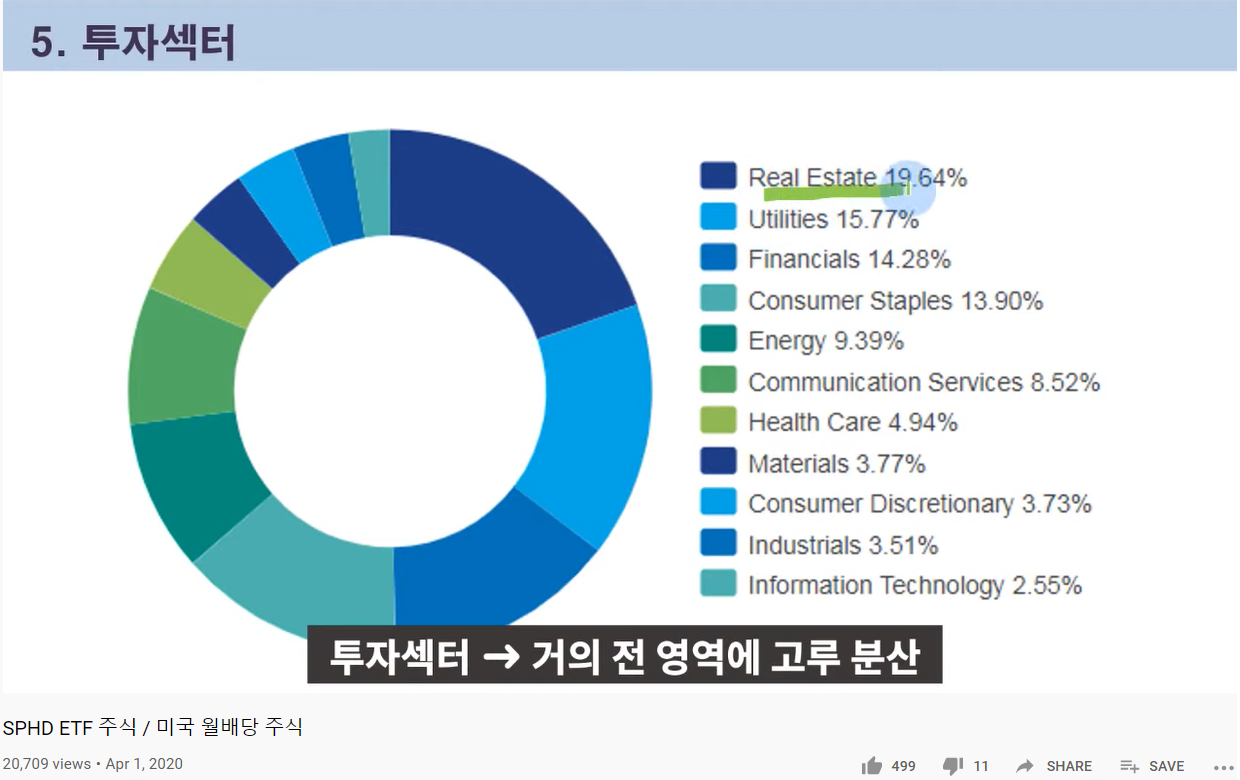 5. 투자섹터
Real Estate 19.64%
Utilities 15.77%
Financials 14.28%
Consumer Staples 13.90%
Energy 9.39%
Communication Services 8.52%
Health Care 4.94%
Materials 3.77%
Consumer Discretionary 3.73%
Industrials 3.51%
Information Technology 2.55%
투자섹터 → 거의 전 영역에 고루 분산
SPHD ETF 주식 / 미국 월배당 주식
20,709 views • Apr 1, 2020
499 11 SHARE SAVE